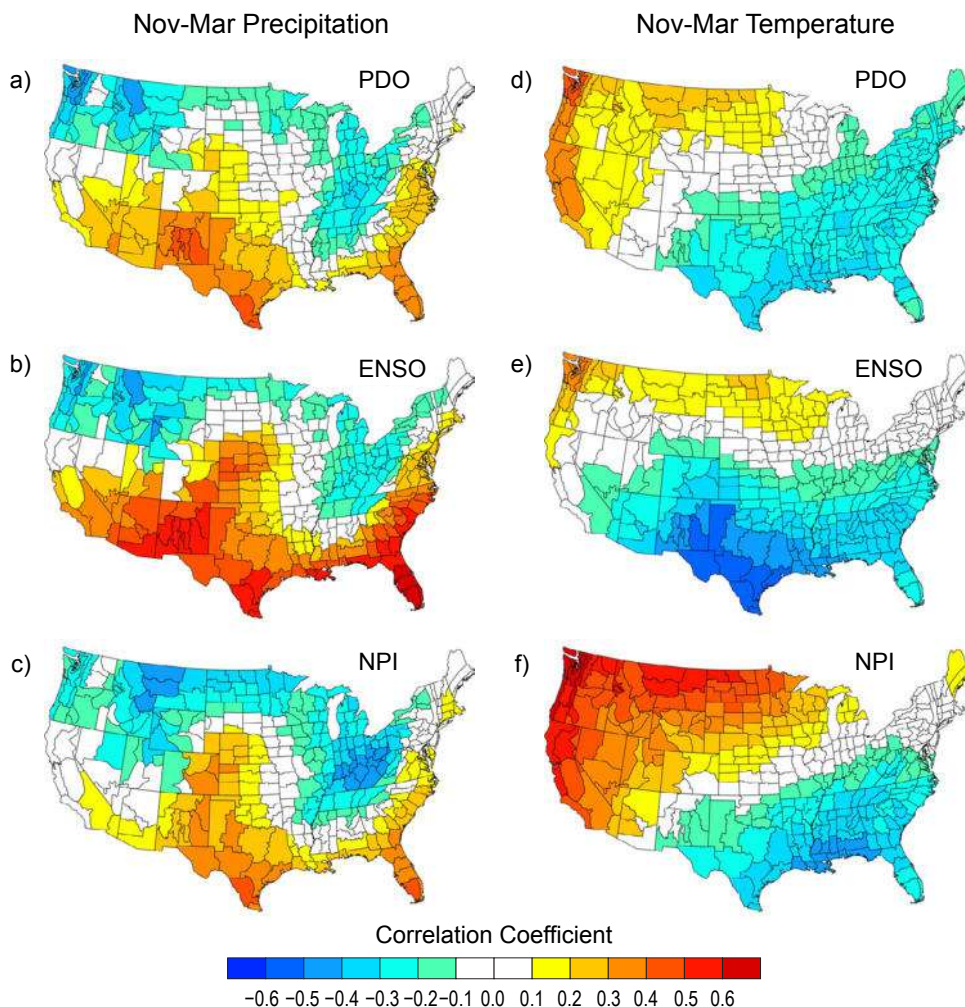 Nov-Mar Precipitation Nov-Mar Temperature
a) PDO d) PDO
b) ENSO e) ENSO
c) NPI f) NPI
Correlation Coefficient
−0.6 −0.5 −0.4 −0.3 −0.2 −0.1 0.0 0.1 0.2 0.3 0.4 0.5 0.6